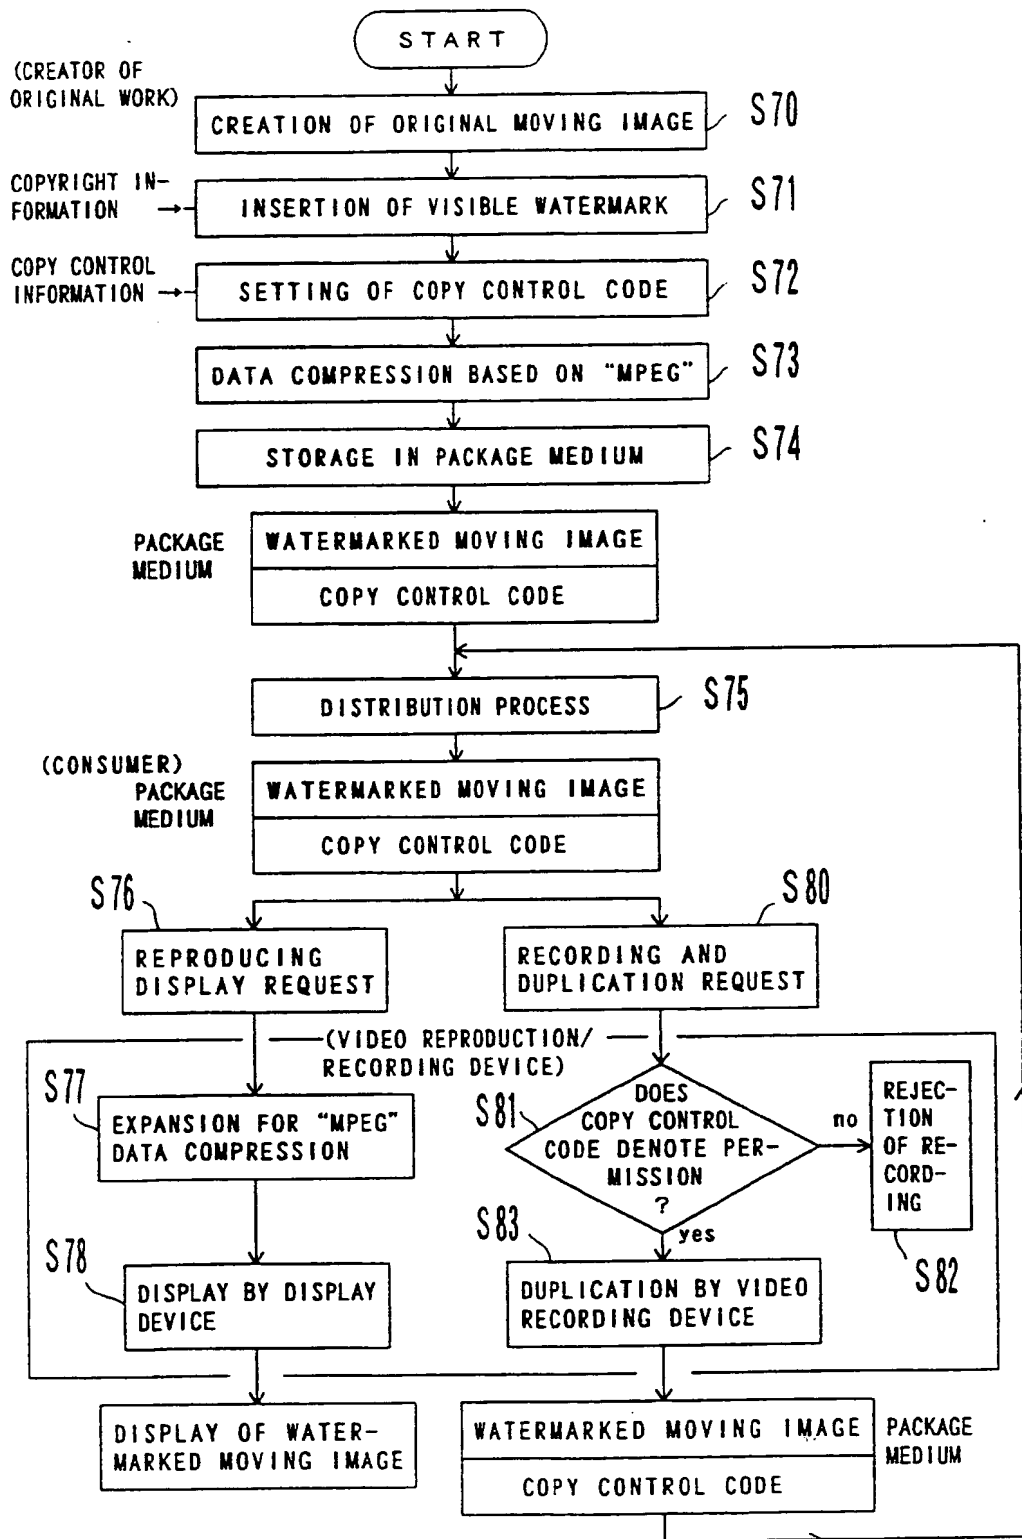 START
(CREATOR OF
ORIGINAL WORK)
CREATION OF ORIGINAL MOVING IMAGE
S70
COPYRIGHT IN-
FORMATION
INSERTION OF VISIBLE WATERMARK
S71
COPY CONTROL
INFORMATION
SETTING OF COPY CONTROL CODE
S72
DATA COMPRESSION BASED ON "MPEG"
S73
STORAGE IN PACKAGE MEDIUM
S74
PACKAGE
MEDIUM
WATERMARKED MOVING IMAGE
COPY CONTROL CODE
DISTRIBUTION PROCESS
S75
(CONSUMER)
PACKAGE
MEDIUM
WATERMARKED MOVING IMAGE
COPY CONTROL CODE
S76
REPRODUCING
DISPLAY REQUEST
S80
RECORDING AND
DUPLICATION REQUEST
(VIDEO REPRODUCTION/
RECORDING DEVICE)
S77
EXPANSION FOR "MPEG"
DATA COMPRESSION
S81
DOES
COPY CONTROL
CODE DENOTE PER-
MISSION
?
no
REJEC-
TION
OF RE-
CORD-
ING
S82
yes
S78
DISPLAY BY DISPLAY
DEVICE
S83
DUPLICATION BY VIDEO
RECORDING DEVICE
DISPLAY OF WATER-
MARKED MOVING IMAGE
WATERMARKED MOVING IMAGE
COPY CONTROL CODE
PACKAGE
MEDIUM